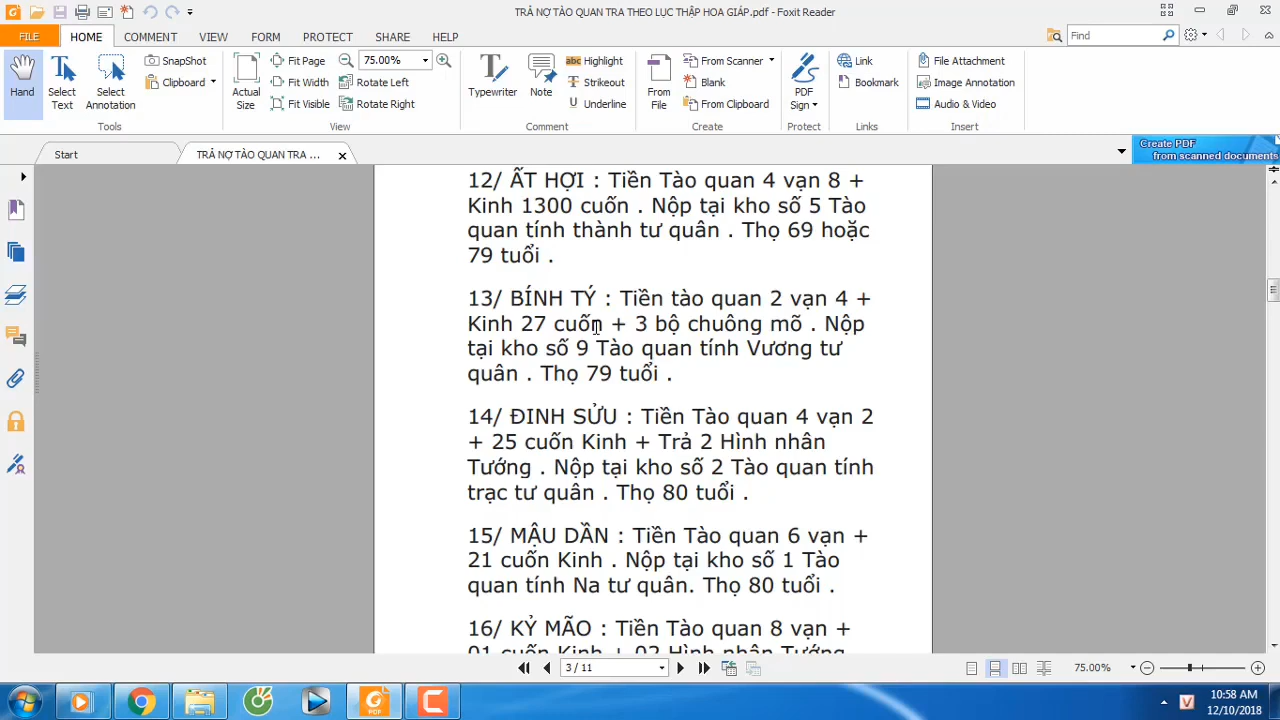 TRẢ NỢ TÀO QUAN TRA THEO LỤC THẬP HOA GIÁP.pdf - Foxit Reader
FILE HOME COMMENT VIEW FORM PROTECT SHARE HELP Find
Hand
Select Text
Select Annotation
SnapShot
Clipboard
Tools
Actual Size
Fit Page
Fit Width
Fit Visible
75.00%
Rotate Left
Rotate Right
View
Typewriter
Note
Highlight
Strikeout
Underline
Comment
From File
From Scanner
Blank
From Clipboard
Create
PDF Sign
Protect
Link
Bookmark
Links
File Attachment
Image Annotation
Audio & Video
Insert
Start
TRẢ NỢ TÀO QUAN TRA ...
Create PDF
from scanned documents
12/ ẤT HỢI : Tiền Tào quan 4 vạn 8 +
Kinh 1300 cuốn . Nộp tại kho số 5 Tào
quan tính thành tư quân . Thọ 69 hoặc
79 tuổi .
13/ BÍNH TÝ : Tiền tào quan 2 vạn 4 +
Kinh 27 cuốn + 3 bộ chuông mõ . Nộp
tại kho số 9 Tào quan tính Vương tư
quân . Thọ 79 tuổi .
14/ ĐINH SỬU : Tiền Tào quan 4 vạn 2
+ 25 cuốn Kinh + Trả 2 Hình nhân
Tướng . Nộp tại kho số 2 Tào quan tính
trạc tư quân . Thọ 80 tuổi .
15/ MẬU DẦN : Tiền Tào quan 6 vạn +
21 cuốn Kinh . Nộp tại kho số 1 Tào
quan tính Na tư quân. Thọ 80 tuổi .
16/ KỶ MÃO : Tiền Tào quan 8 vạn +
01 cuốn Kinh + 02 Hình nhân Tướng
3 / 11
75.00%
PDF
10:58 AM
12/10/2018